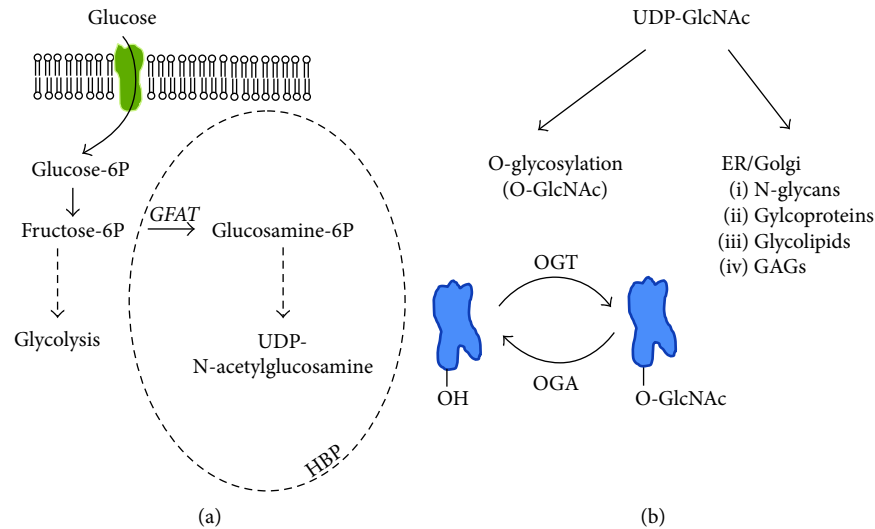 Glucose
Glucose-6P
Fructose-6P
GFAT
Glucosamine-6P
Glycolysis
UDP-
N-acetylglucosamine
HBP
(a)
UDP-GlcNAc
O-glycosylation
(O-GlcNAc)
ER/Golgi
(i) N-glycans
(ii) Gylcoproteins
(iii) Glycolipids
(iv) GAGs
OGT
OGA
OH
O-GlcNAc
(b)